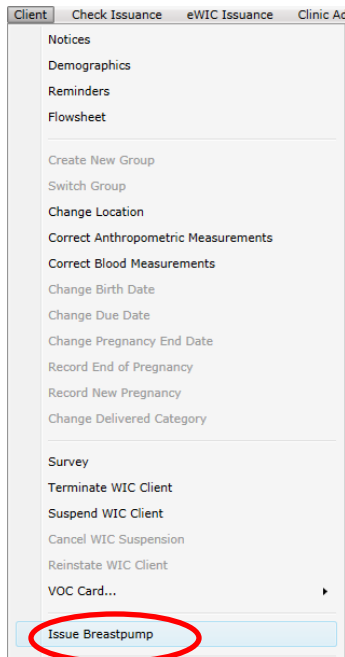 Client Check Issuance eWIC Issuance Clinic Ad
Notices
Demographics
Reminders
Flowsheet
Create New Group
Switch Group
Change Location
Correct Anthropometric Measurements
Correct Blood Measurements
Change Birth Date
Change Due Date
Change Pregnancy End Date
Record End of Pregnancy
Record New Pregnancy
Change Delivered Category
Survey
Terminate WIC Client
Suspend WIC Client
Cancel WIC Suspension
Reinstate WIC Client
VOC Card...
Issue Breastpump